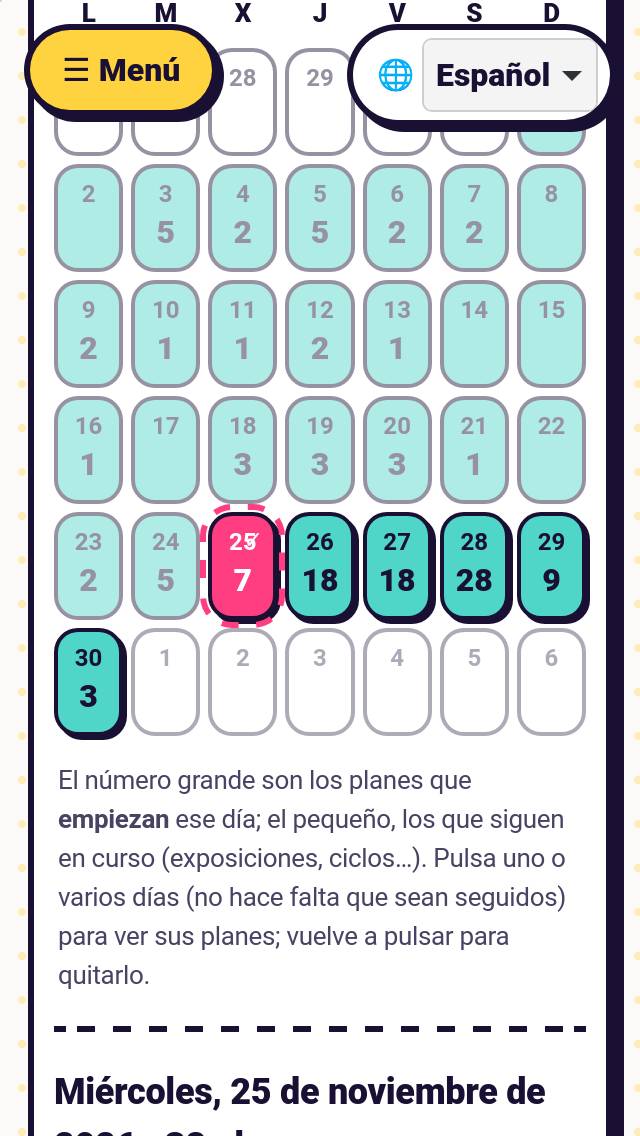 L M X J V S D
☰ Menú
28 29
🌐 Español
2 3 4 5 6 7 8
5 2 5 2 2
9 10 11 12 13 14 15
2 1 1 2 1
16 17 18 19 20 21 22
1 3 3 3 1
23 24 25 26 27 28 29
2 5 7 18 18 28 9
30 1 2 3 4 5 6
3
El número grande son los planes que
empiezan ese día; el pequeño, los que siguen
en curso (exposiciones, ciclos…). Pulsa uno o
varios días (no hace falta que sean seguidos)
para ver sus planes; vuelve a pulsar para
quitarlo.
Miércoles, 25 de noviembre de